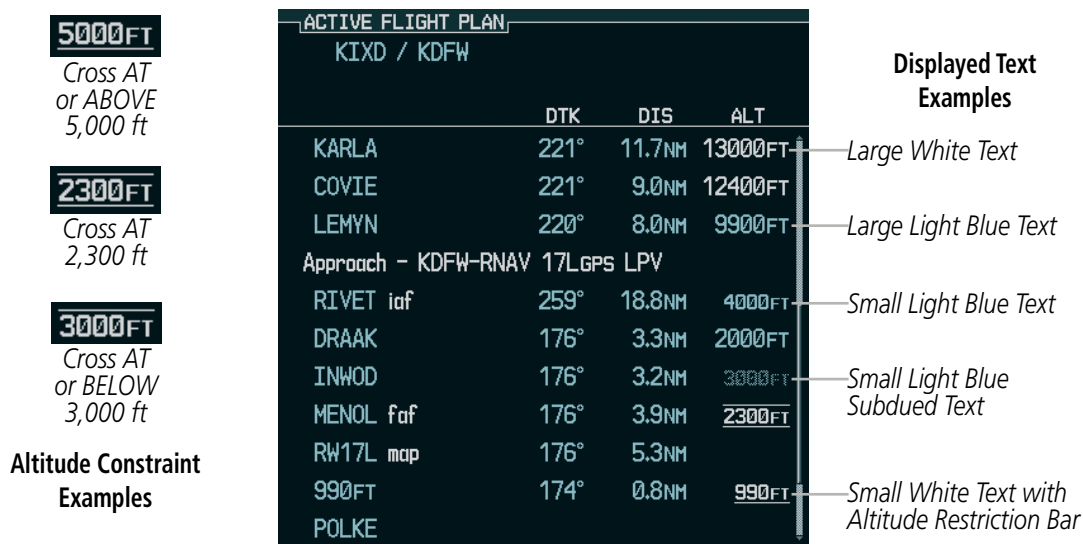 5000FT
Cross AT
or ABOVE
5,000 ft
2300FT
Cross AT
2,300 ft
3000FT
Cross AT
or BELOW
3,000 ft
Altitude Constraint
Examples
ACTIVE FLIGHT PLAN
KIXD / KDFW
DTK DIS ALT
KARLA 221° 11.7NM 13000FT
COVIE 221° 9.0NM 12400FT
LEMYN 220° 8.0NM 9900FT
Approach - KDFW-RNAV 17LGPS LPV
RIVET iaf 259° 18.8NM 4000FT
DRAAK 176° 3.3NM 2000FT
INWOD 176° 3.2NM 3000FT
MENOL faf 176° 3.9NM 2300FT
RW17L map 176° 5.3NM
990FT 174° 0.8NM 990FT
POLKE
Displayed Text
Examples
Large White Text
Large Light Blue Text
Small Light Blue Text
Small Light Blue
Subdued Text
Small White Text with
Altitude Restriction Bar